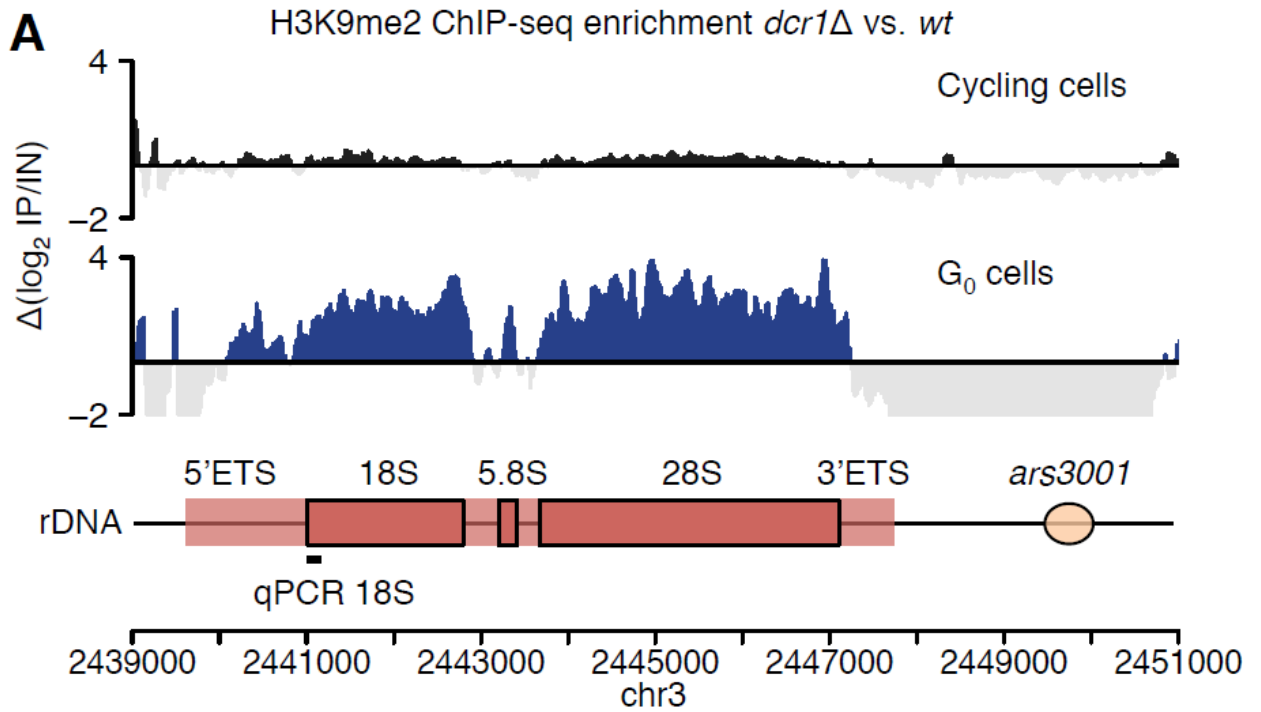 A
H3K9me2 ChIP-seq enrichment dcr1Δ vs. wt
Δ(log2 IP/IN)
4
Cycling cells
−2
4
G0 cells
−2
5’ETS 18S 5.8S 28S 3’ETS ars3001
rDNA
qPCR 18S
2439000 2441000 2443000 2445000 2447000 2449000 2451000
chr3